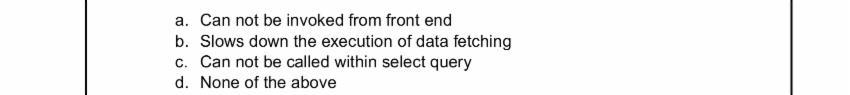 a. Can not be invoked from front end
b. Slows down the execution of data fetching
c. Can not be called within select query
d. None of the above